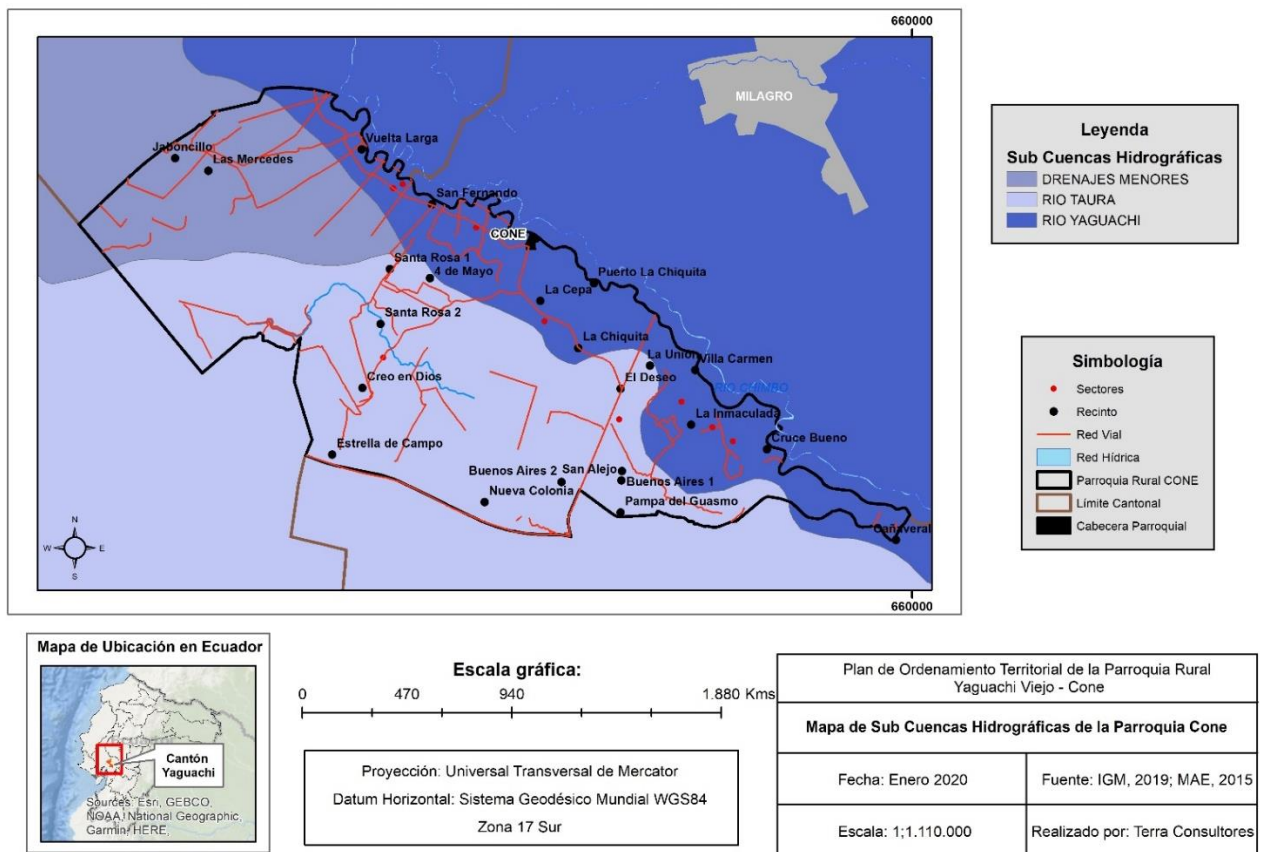 660000
MILAGRO
Vuelta Larga
Jaboncillo
Las Mercedes
San Fernando
CONE
Santa Rosa 1
4 de Mayo
Puerto La Chiquita
La Cepa
Santa Rosa 2
La Chiquita
La Unión
Villa Carmen
Creo en Dios
El Deseo
RIO CHIMBO
La Inmaculada
Cruce Bueno
Estrella de Campo
Buenos Aires 2
San Alejo
Buenos Aires 1
Nueva Colonia
Pampa del Guasmo
Cañaveral
N
W
E
S
660000
Leyenda
Sub Cuencas Hidrográficas
DRENAJES MENORES
RIO TAURA
RIO YAGUACHI
Simbología
Sectores
Recinto
Red Vial
Red Hídrica
Parroquia Rural CONE
Límite Cantonal
Cabecera Parroquial
Mapa de Ubicación en Ecuador
Cantón
Yaguachi
Sources: Esri, GEBCO,
NOAA, National Geographic,
Garmin, HERE,
Escala gráfica:
0 470 940 1.880 Kms
Proyección: Universal Transversal de Mercator
Datum Horizontal: Sistema Geodésico Mundial WGS84
Zona 17 Sur
Plan de Ordenamiento Territorial de la Parroquia Rural
Yaguachi Viejo - Cone
Mapa de Sub Cuencas Hidrográficas de la Parroquia Cone
Fecha: Enero 2020
Fuente: IGM, 2019; MAE, 2015
Escala: 1;1.110.000
Realizado por: Terra Consultores